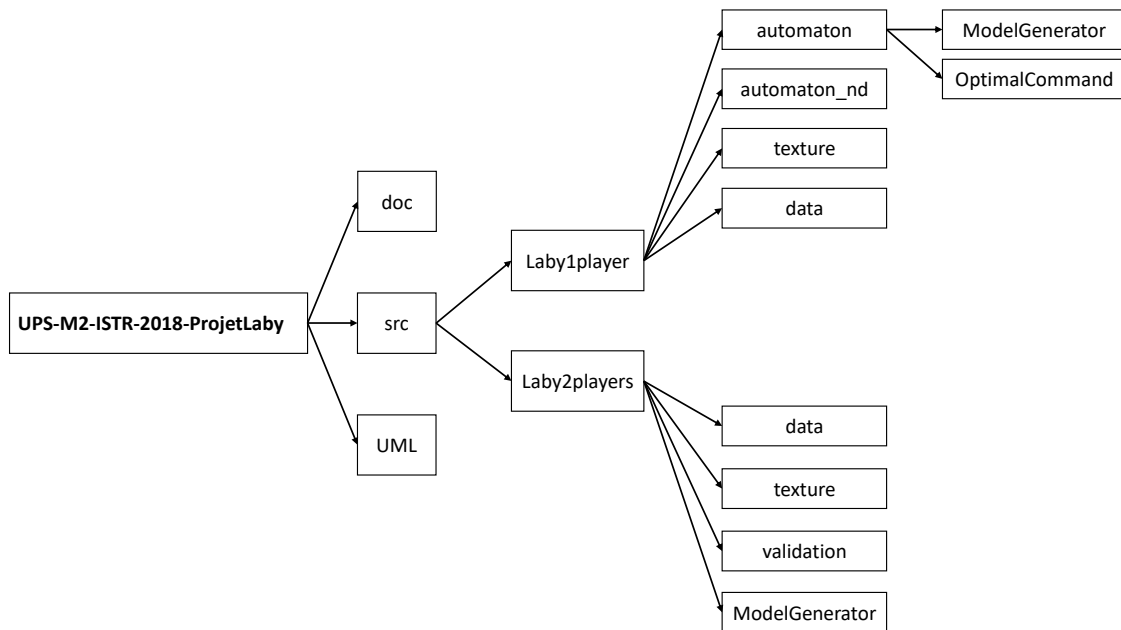 automaton
ModelGenerator
OptimalCommand
automaton_nd
texture
data
doc
Laby1player
UPS-M2-ISTR-2018-ProjetLaby
src
Laby2players
UML
data
texture
validation
ModelGenerator